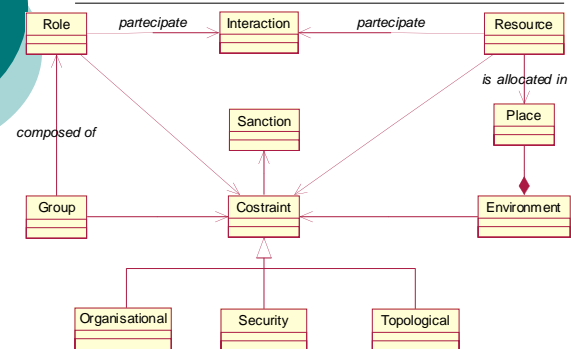 Role
partecipate
Interaction
partecipate
Resource
is allocated in
Sanction
Place
composed of
Group
Costraint
Environment
Organisational
Security
Topological